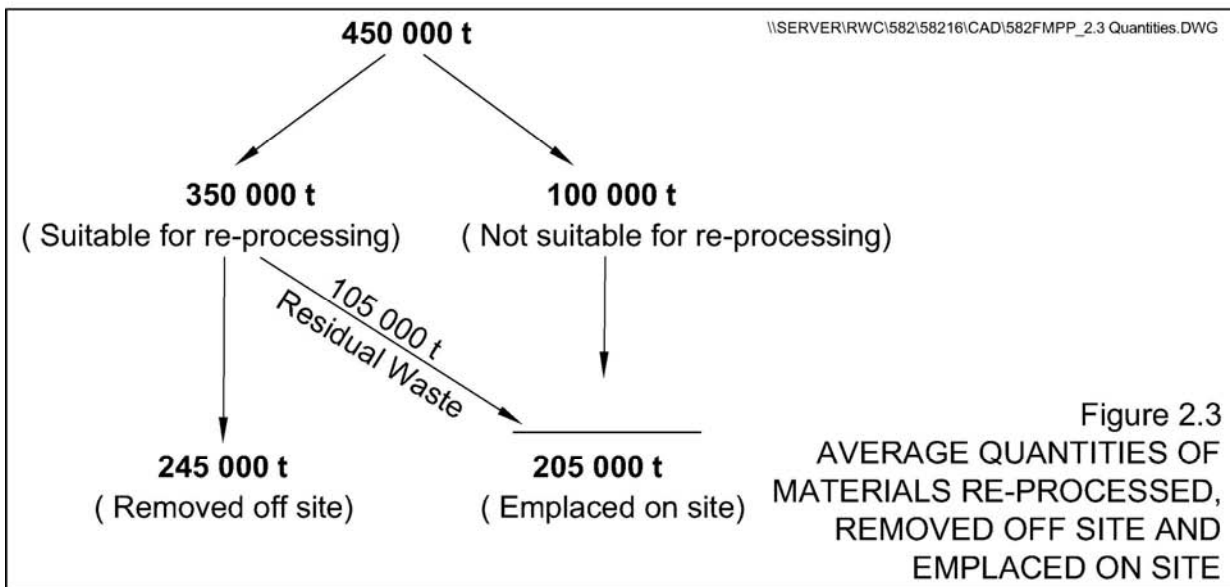 \\SERVER\RWC\582\58216\CAD\582FMPP_2.3 Quantities.DWG
450 000 t
350 000 t
( Suitable for re-processing)
100 000 t
( Not suitable for re-processing)
105 000 t
Residual Waste
245 000 t
( Removed off site)
205 000 t
( Emplaced on site)
Figure 2.3
AVERAGE QUANTITIES OF
MATERIALS RE-PROCESSED,
REMOVED OFF SITE AND
EMPLACED ON SITE